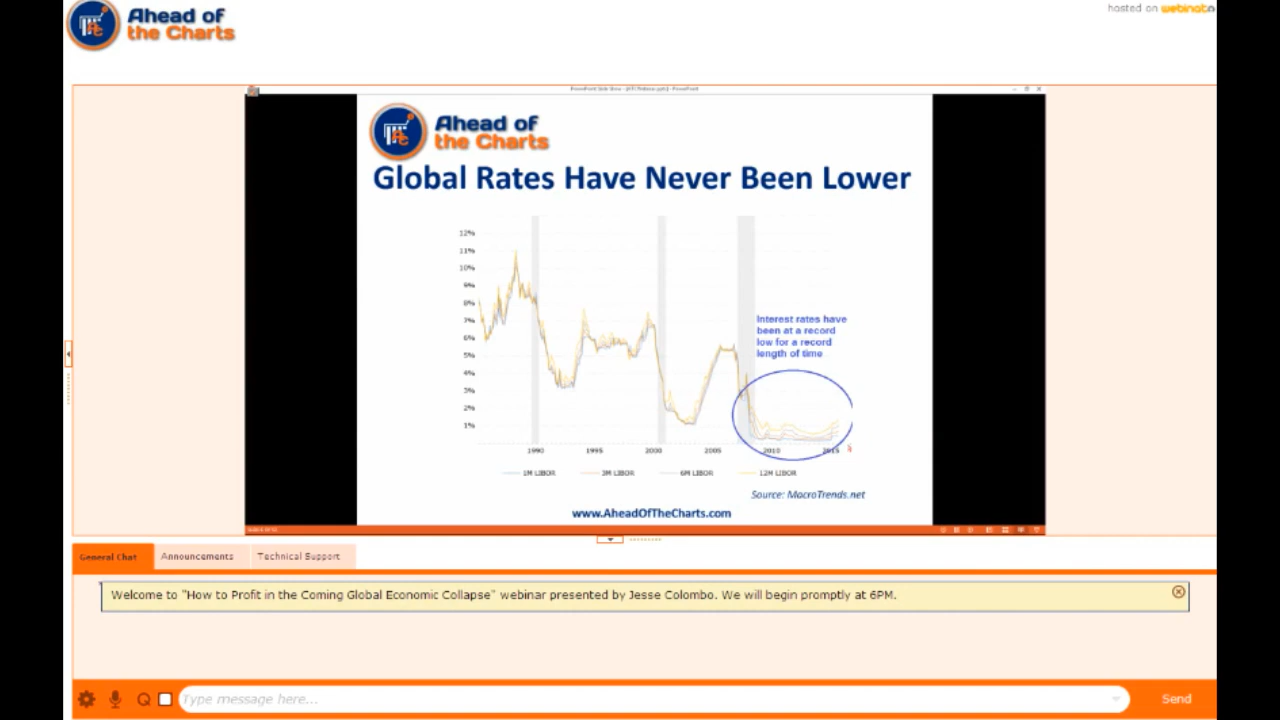 Ahead of
the Charts
hosted on
Ahead of
the Charts
Global Rates Have Never Been Lower
12%
11%
10%
9%
8%
7%
6%
5%
4%
3%
2%
1%
Interest rates have
been at a record
low for a record
length of time
1990
1995
2000
2005
2010
2015
1M LIBOR
3M LIBOR
6M LIBOR
12M LIBOR
Source: MacroTrends.net
www.AheadOfTheCharts.com
General Chat
Announcements
Technical Support
Welcome to "How to Profit in the Coming Global Economic Collapse" webinar presented by Jesse Colombo. We will begin promptly at 6PM.
Type message here...
Send